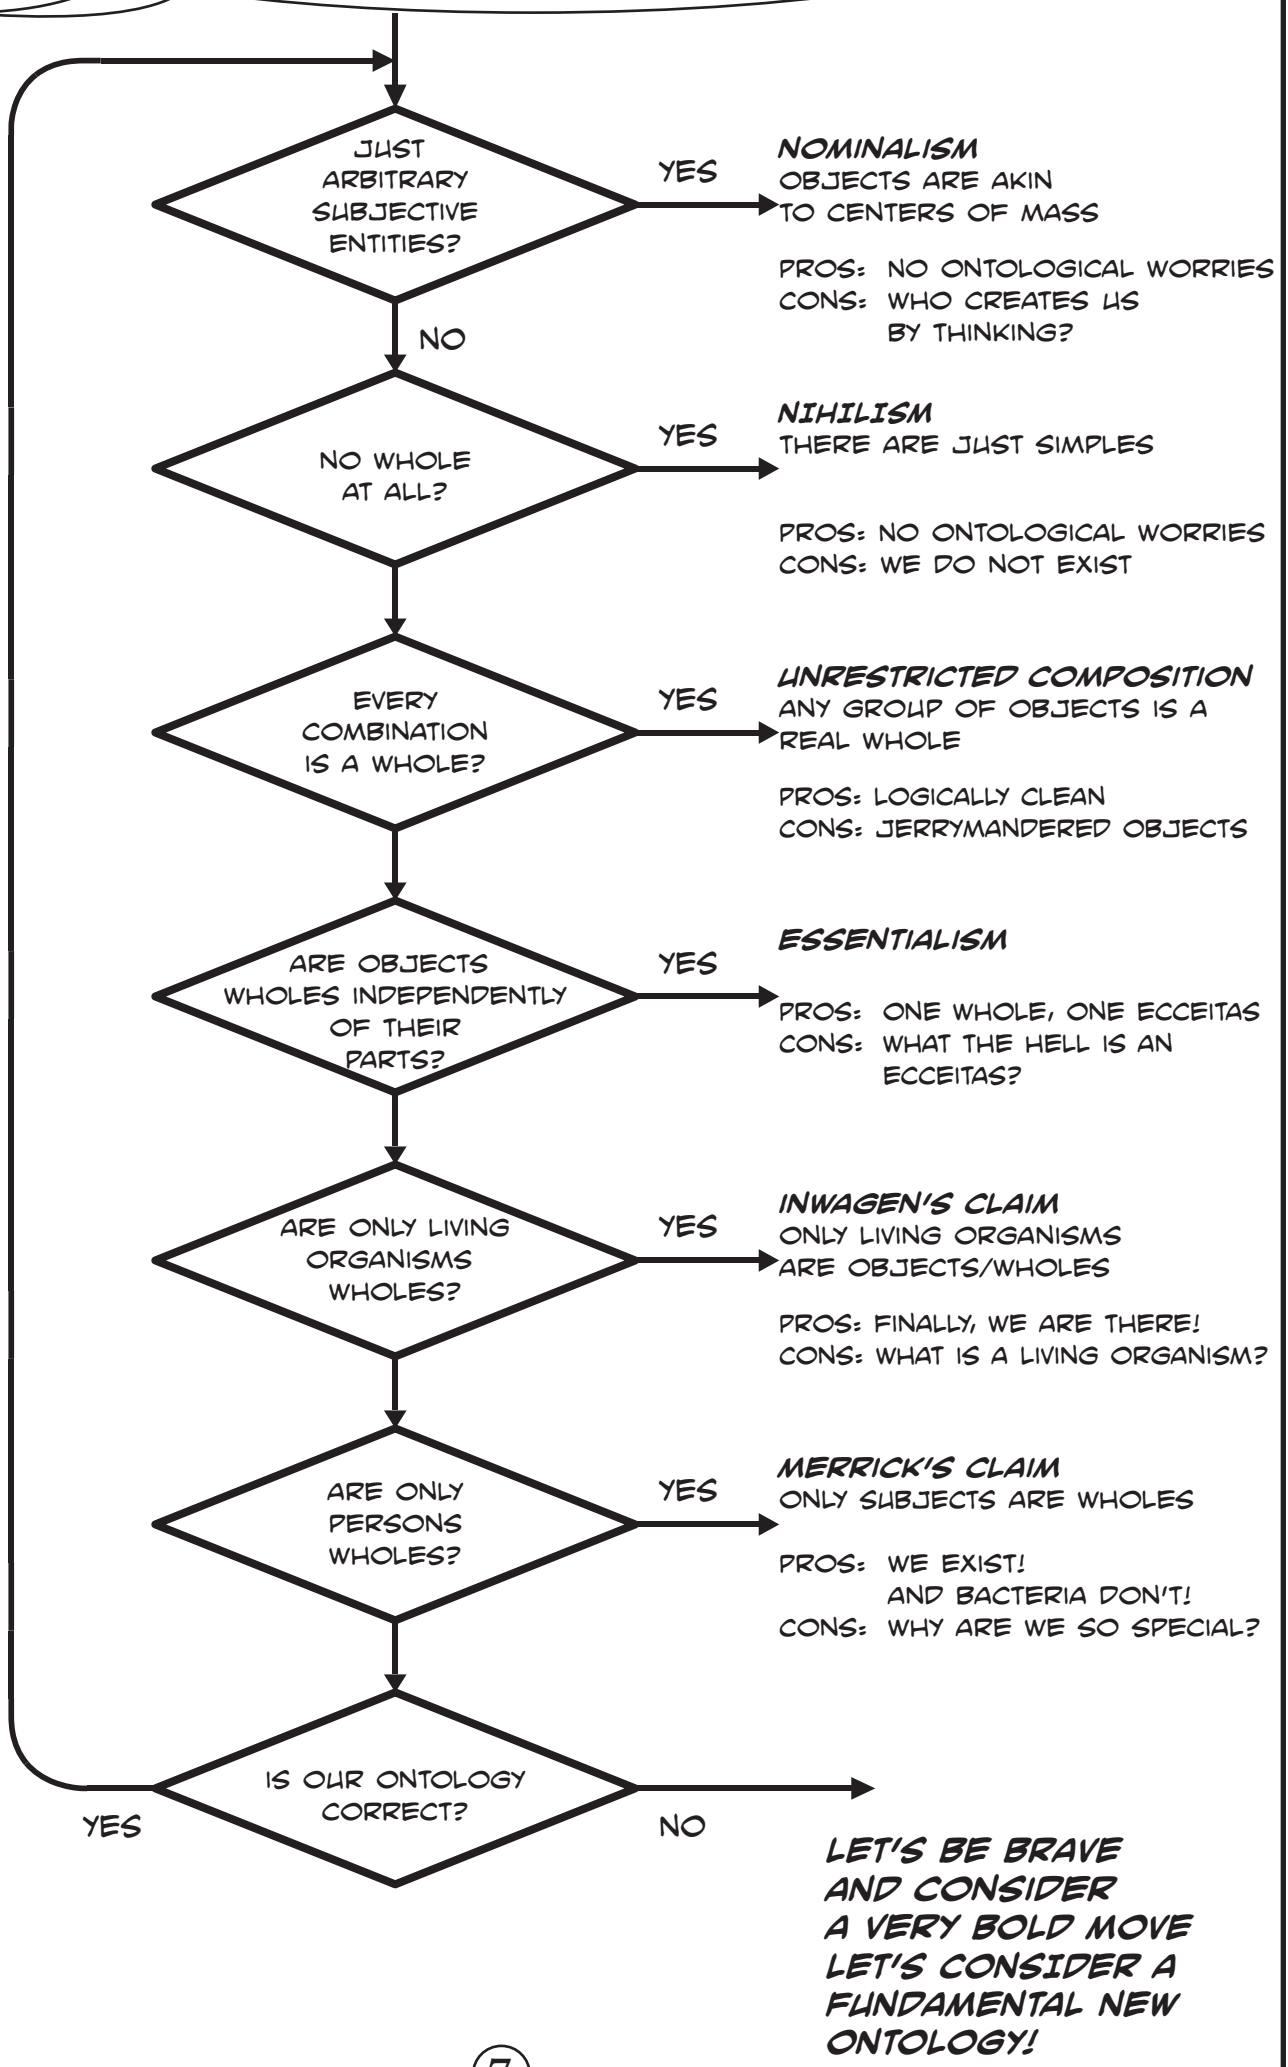 JUST
ARBITRARY
SUBJECTIVE
ENTITIES?
YES
NOMINALISM
OBJECTS ARE AKIN
TO CENTERS OF MASS
PROS: NO ONTOLOGICAL WORRIES
CONS: WHO CREATES US
BY THINKING?
NO
NO WHOLE
AT ALL?
YES
NIHILISM
THERE ARE JUST SIMPLES
PROS: NO ONTOLOGICAL WORRIES
CONS: WE DO NOT EXIST
EVERY
COMBINATION
IS A WHOLE?
YES
UNRESTRICTED COMPOSITION
ANY GROUP OF OBJECTS IS A
REAL WHOLE
PROS: LOGICALLY CLEAN
CONS: JERRYMANDERED OBJECTS
ARE OBJECTS
WHOLES INDEPENDENTLY
OF THEIR
PARTS?
YES
ESSENTIALISM
PROS: ONE WHOLE, ONE ECCEITAS
CONS: WHAT THE HELL IS AN
ECCEITAS?
ARE ONLY LIVING
ORGANISMS
WHOLES?
YES
INWAGEN'S CLAIM
ONLY LIVING ORGANISMS
ARE OBJECTS/WHOLES
PROS: FINALLY, WE ARE THERE!
CONS: WHAT IS A LIVING ORGANISM?
ARE ONLY
PERSONS
WHOLES?
YES
MERRICK'S CLAIM
ONLY SUBJECTS ARE WHOLES
PROS: WE EXIST!
AND BACTERIA DON'T!
CONS: WHY ARE WE SO SPECIAL?
IS OUR ONTOLOGY
CORRECT?
YES
NO
LET'S BE BRAVE
AND CONSIDER
A VERY BOLD MOVE
LET'S CONSIDER A
FUNDAMENTAL NEW
ONTOLOGY!
7